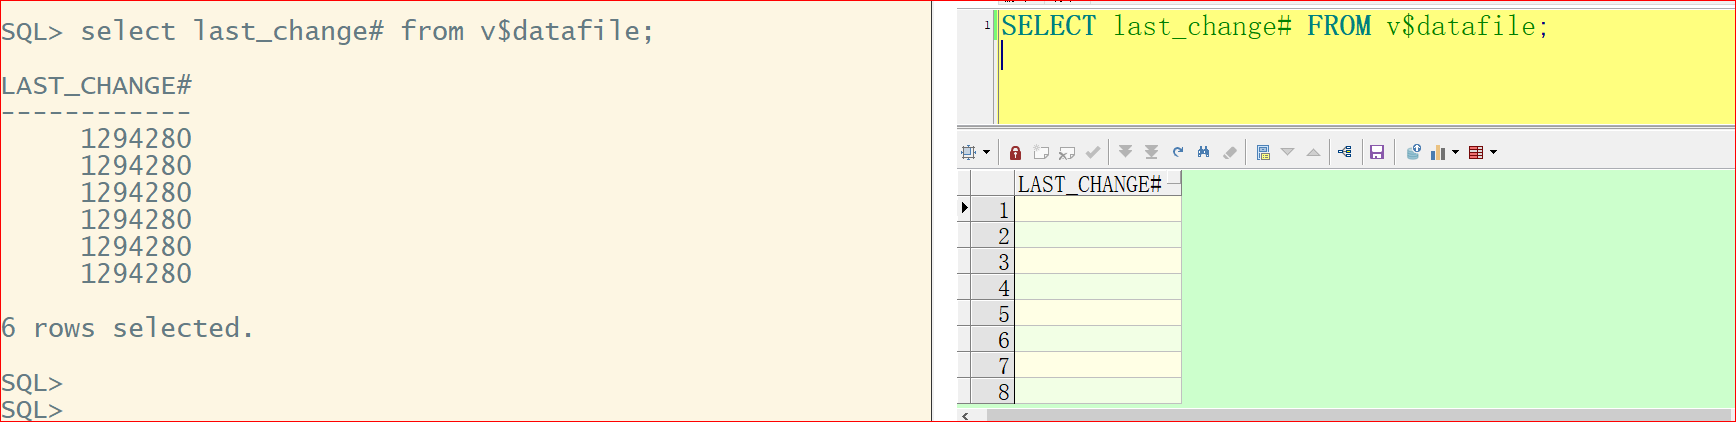 SQL> select last_change# from v$datafile;
LAST_CHANGE#
------------
1294280
1294280
1294280
1294280
1294280
1294280
6 rows selected.
SQL>
SQL>
1 SELECT last_change# FROM v$datafile;
LAST_CHANGE#
1
2
3
4
5
6
7
8